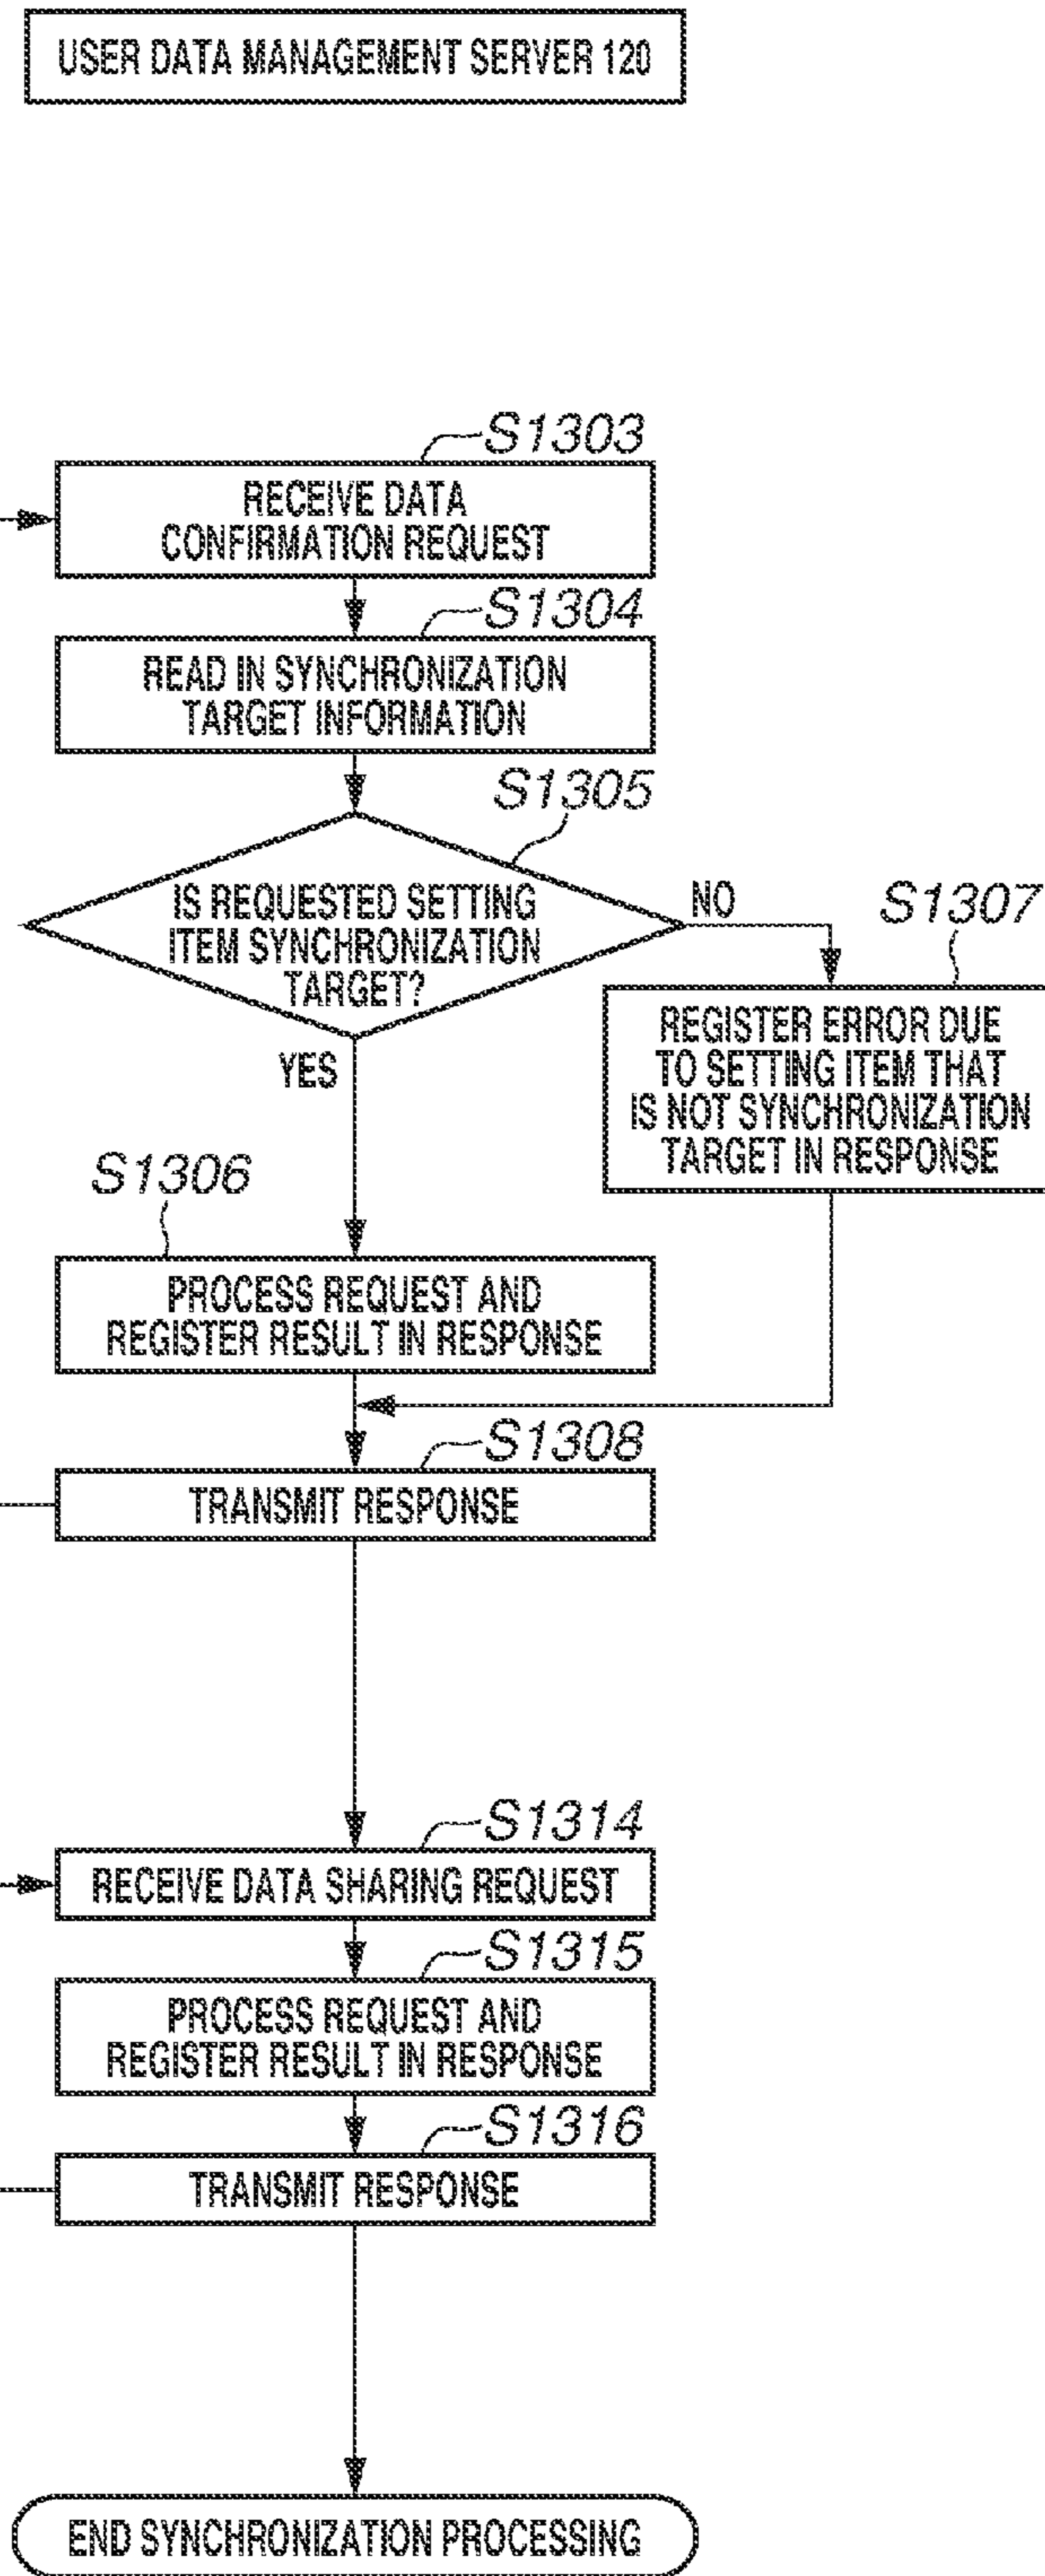 USER DATA MANAGEMENT SERVER 120
S1303
RECEIVE DATA
CONFIRMATION REQUEST
S1304
READ IN SYNCHRONIZATION
TARGET INFORMATION
S1305
IS REQUESTED SETTING
ITEM SYNCHRONIZATION
TARGET?
NO
S1307
REGISTER ERROR DUE
TO SETTING ITEM THAT
IS NOT SYNCHRONIZATION
TARGET IN RESPONSE
YES
S1306
PROCESS REQUEST AND
REGISTER RESULT IN RESPONSE
S1308
TRANSMIT RESPONSE
S1314
RECEIVE DATA SHARING REQUEST
S1315
PROCESS REQUEST AND
REGISTER RESULT IN RESPONSE
S1316
TRANSMIT RESPONSE
END SYNCHRONIZATION PROCESSING